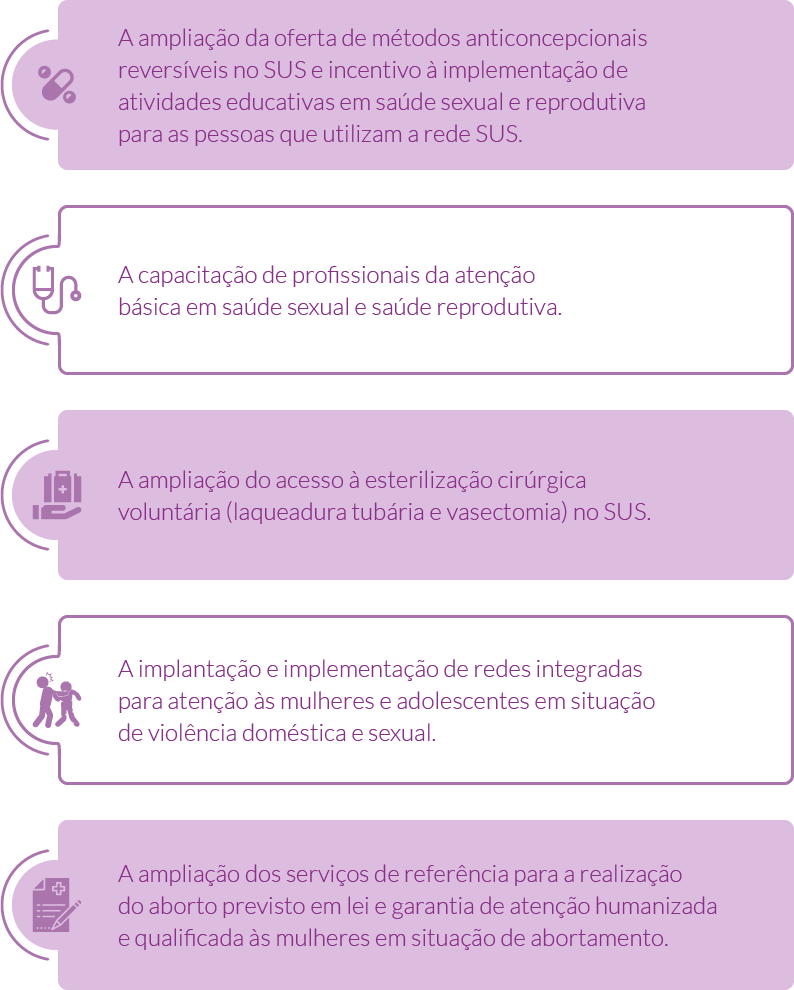 A ampliação da oferta de métodos anticoncepcionais
reversíveis no SUS e incentivo à implementação de
atividades educativas em saúde sexual e reprodutiva
para as pessoas que utilizam a rede SUS.
A capacitação de profissionais da atenção
básica em saúde sexual e saúde reprodutiva.
A ampliação do acesso à esterilização cirúrgica
voluntária (laqueadura tubária e vasectomia) no SUS.
A implantação e implementação de redes integradas
para atenção às mulheres e adolescentes em situação
de violência doméstica e sexual.
A ampliação dos serviços de referência para a realização
do aborto previsto em lei e garantia de atenção humanizada
e qualificada às mulheres em situação de abortamento.